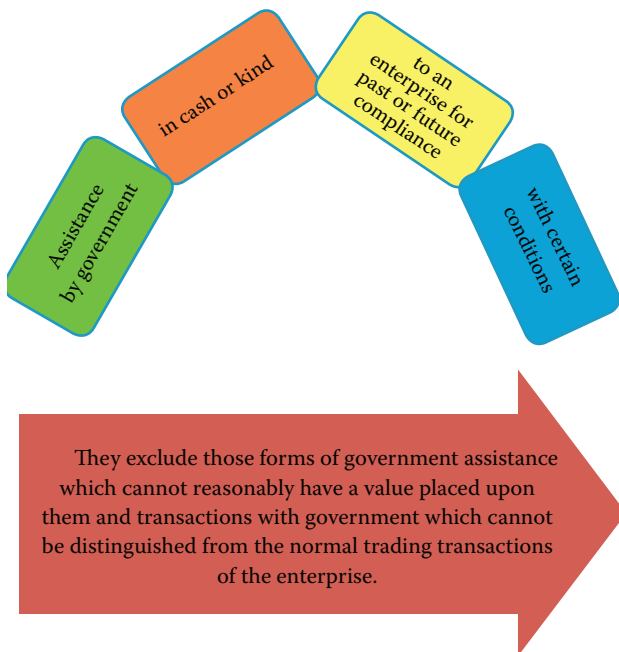 Assistance
by government
in cash or kind
to an
enterprise for
past or future
compliance
with certain
conditions
They exclude those forms of government assistance
which cannot reasonably have a value placed upon
them and transactions with government which cannot
be distinguished from the normal trading transactions
of the enterprise.